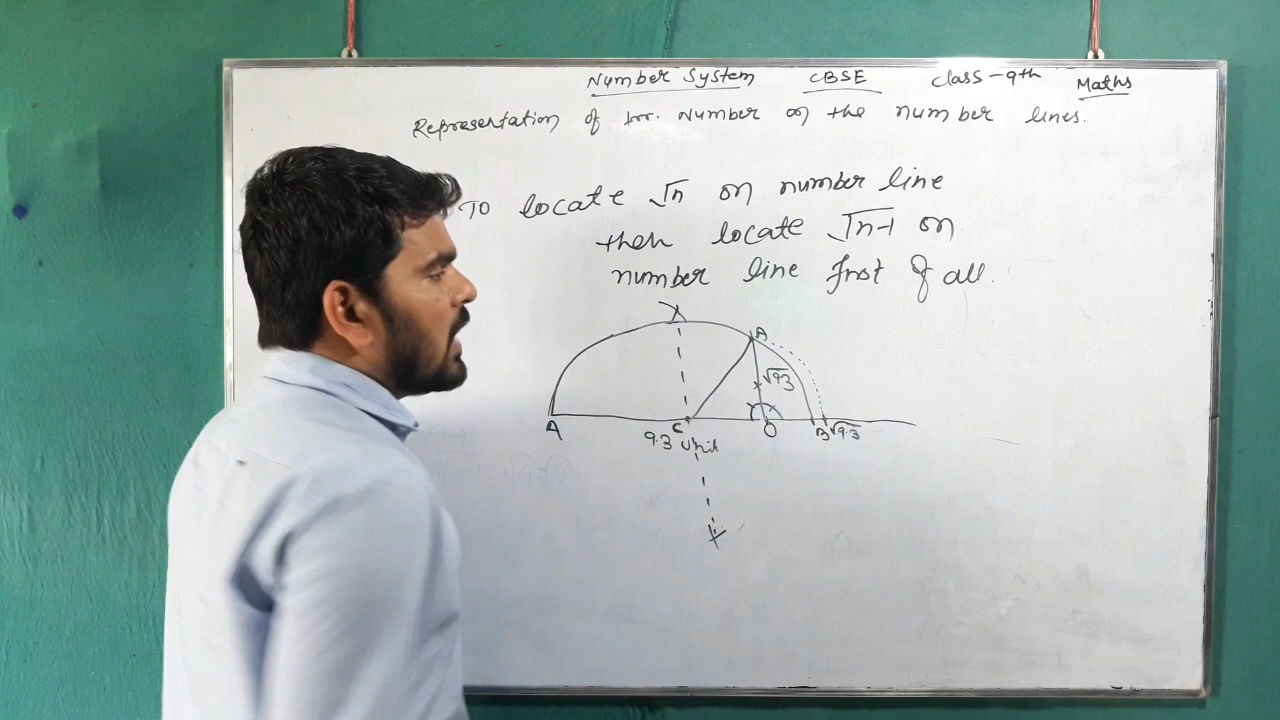 Number System CBSE Class-9th Maths
Representation of Irr. Number on the number lines.
To locate √n on number line
then locate √n-1 on
number line first of all.
A
√9.3
A
C
O
B
√9.3
9.3 unit